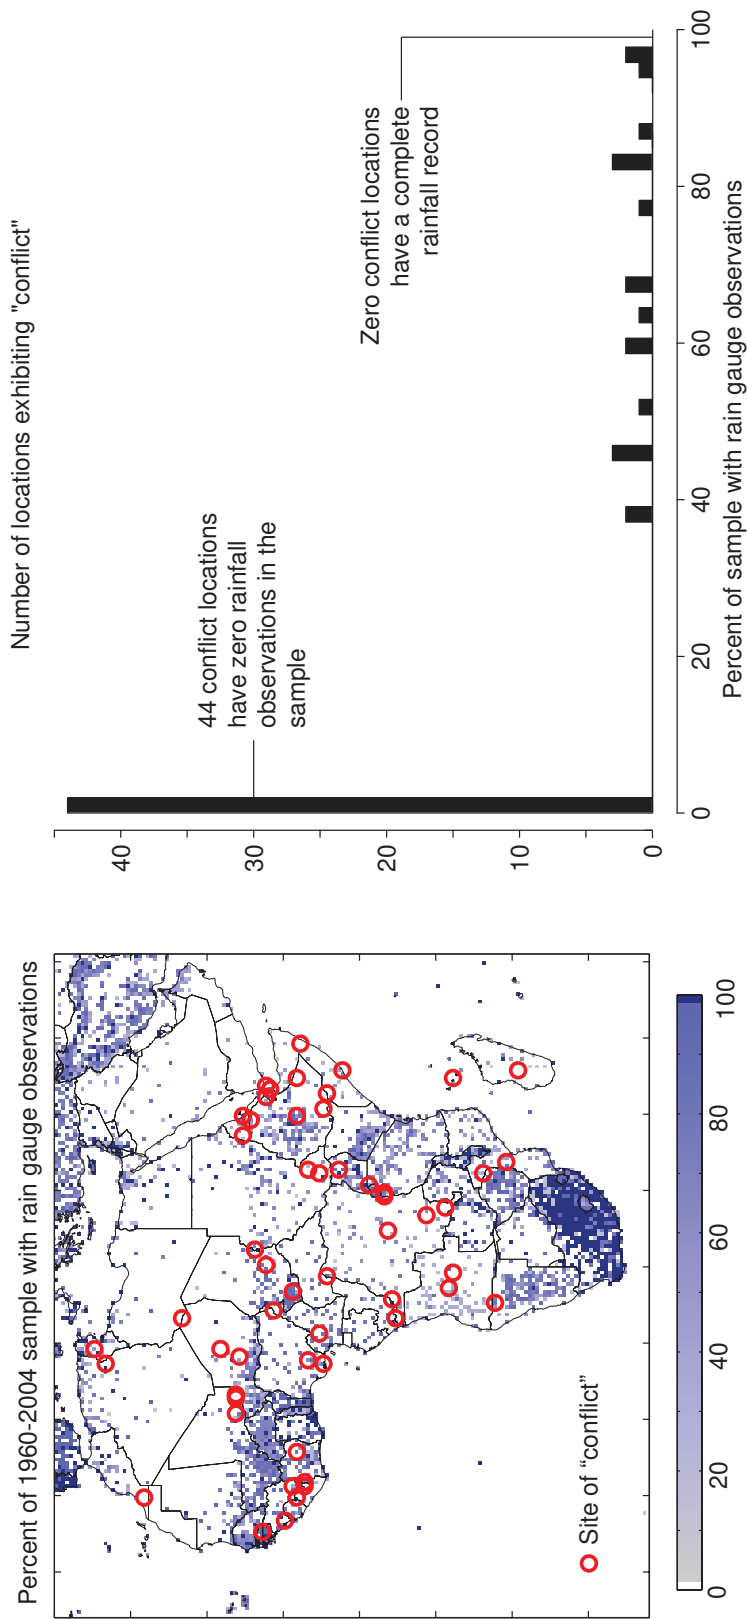 Percent of 1960-2004 sample with rain gauge observations
Site of “conflict”
0
20
40
60
80
100
Number of locations exhibiting "conflict"
40
30
20
10
0
44 conflict locations
have zero rainfall
observations in the
sample
Zero conflict locations
have a complete
rainfall record
0
20
40
60
80
100
Percent of sample with rain gauge observations